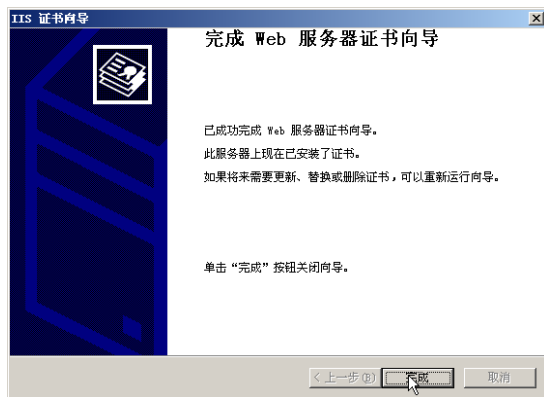 IIS 证书向导
完成 Web 服务器证书向导
已成功完成 Web 服务器证书向导。
此服务器上现在已安装了证书。
如果将来需要更新、替换或删除证书，可以重新运行向导。
单击“完成”按钮关闭向导。
< 上一步(B) 完成 取消